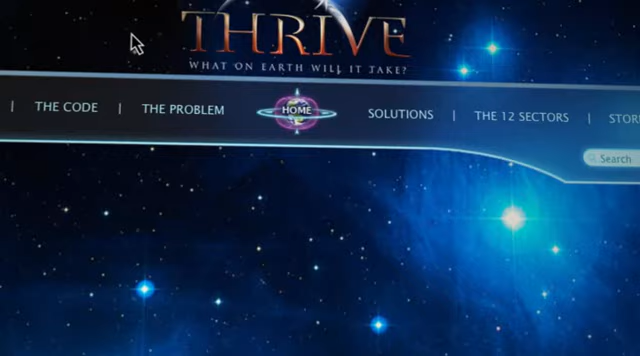 THRIVE
WHAT ON EARTH WILL IT TAKE?
| THE CODE | THE PROBLEM HOME SOLUTIONS | THE 12 SECTORS |
Search